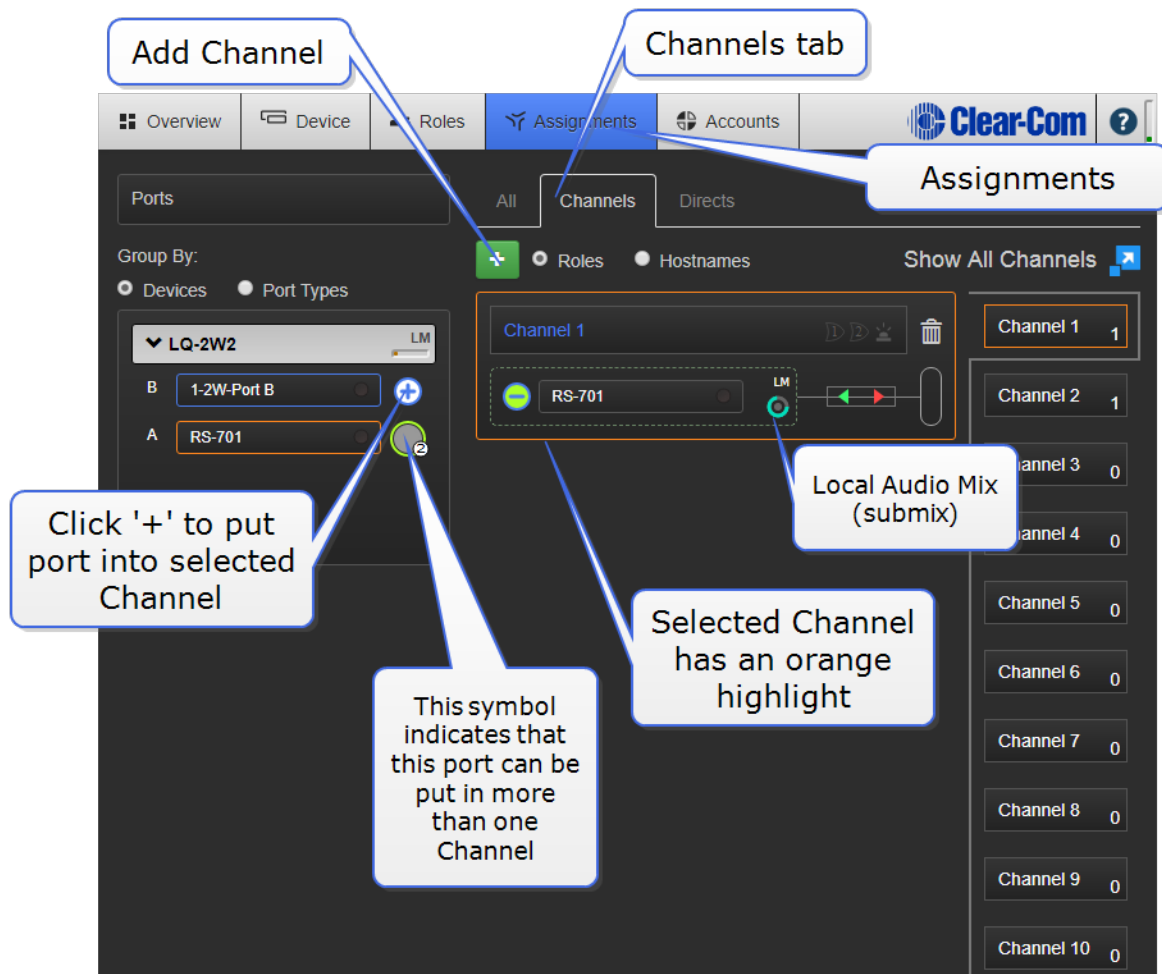 Add Channel
Channels tab
Overview
Device
Roles
Assignments
Accounts
Clear-Com
?
Assignments
Ports
All
Channels
Directs
Group By:
Devices
Port Types
Roles
Hostnames
Show All Channels
LQ-2W2
LM
B
1-2W-Port B
A
RS-701
2
Channel 1
1
2
RS-701
LM
Channel 1
1
Channel 2
1
annel 3
0
annel 4
0
Channel 5
0
Channel 6
0
Channel 7
0
Channel 8
0
Channel 9
0
Channel 10
0
Click '+' to put
port into selected
Channel
This symbol
indicates that
this port can be
put in more
than one
Channel
Selected Channel
has an orange
highlight
Local Audio Mix
(submix)